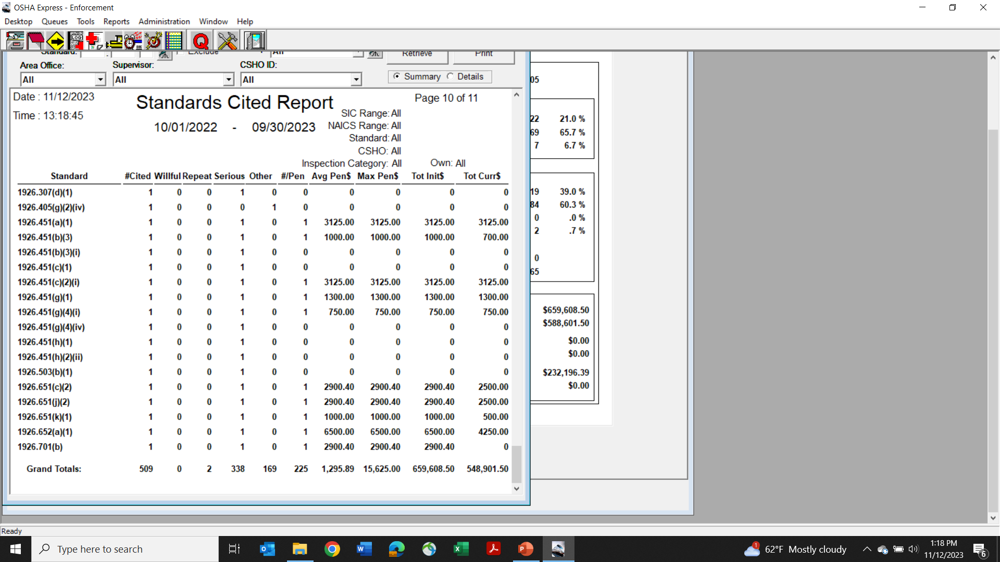 OSHA Express - Enforcement
Desktop Queues Tools Reports Administration Window Help
LOG
Standard: . Exclude All Retrieve Print
Area Office: Supervisor: CSHO ID:
All All All Summary Details
Date : 11/12/2023 Standards Cited Report Page 10 of 11
Time : 13:18:45 SIC Range: All
10/01/2022 - 09/30/2023 NAICS Range: All
Standard: All
CSHO: All
Inspection Category: All Own: All
Standard #Cited Willful Repeat Serious Other #/Pen Avg Pen$ Max Pen$ Tot Init$ Tot Curr$
1926.307(d)(1) 1 0 0 1 0 0 0 0 0 0
1926.405(g)(2)(iv) 1 0 0 0 1 0 0 0 0 0
1926.451(a)(1) 1 0 0 1 0 1 3125.00 3125.00 3125.00 3125.00
1926.451(b)(3) 1 0 0 1 0 1 1000.00 1000.00 1000.00 700.00
1926.451(b)(3)(i) 1 0 0 1 0 0 0 0 0 0
1926.451(c)(1) 1 0 0 1 0 0 0 0 0 0
1926.451(c)(2)(i) 1 0 0 1 0 1 3125.00 3125.00 3125.00 3125.00
1926.451(g)(1) 1 0 0 1 0 1 1300.00 1300.00 1300.00 1300.00
1926.451(g)(4)(i) 1 0 0 1 0 1 750.00 750.00 750.00 750.00
1926.451(g)(4)(iv) 1 0 0 1 0 0 0 0 0 0
1926.451(h)(1) 1 0 0 1 0 0 0 0 0 0
1926.451(h)(2)(ii) 1 0 0 1 0 0 0 0 0 0
1926.503(b)(1) 1 0 0 1 0 0 0 0 0 0
1926.651(c)(2) 1 0 0 1 0 1 2900.40 2900.40 2900.40 2500.00
1926.651(j)(2) 1 0 0 1 0 1 2900.40 2900.40 2900.40 2500.00
1926.651(k)(1) 1 0 0 1 0 1 1000.00 1000.00 1000.00 500.00
1926.652(a)(1) 1 0 0 1 0 1 6500.00 6500.00 6500.00 4250.00
1926.701(b) 1 0 0 1 0 1 2900.40 2900.40 2900.40 0
Grand Totals: 509 0 2 338 169 225 1,295.89 15,625.00 659,608.50 548,901.50
05
22 21.0 %
69 65.7 %
7 6.7 %
19 39.0 %
84 60.3 %
0 .0 %
2 .7 %
0
65
$659,608.50
$588,601.50
$0.00
$0.00
$232,196.39
$0.00
Ready
Type here to search
1
62°F Mostly cloudy
1:18 PM
11/12/2023
6